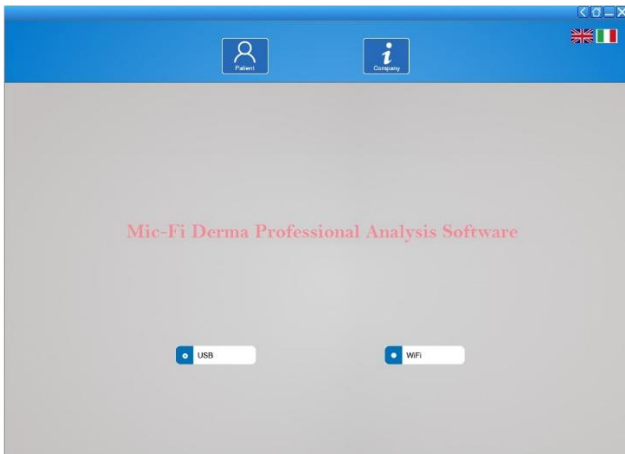 Patient
Company
Mic-Fi Derma Professional Analysis Software
USB
WiFi